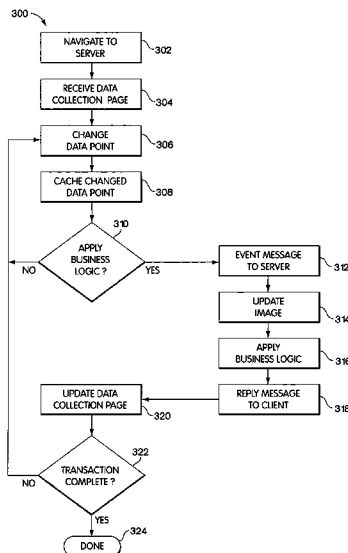 300
NAVIGATE TO
SERVER
302
RECEIVE DATA
COLLECTION PAGE
304
CHANGE
DATA POINT
306
CACHE CHANGED
DATA POINT
308
310
APPLY
BUSINESS
LOGIC ?
NO
YES
EVENT MESSAGE
TO SERVER
312
UPDATE
IMAGE
314
APPLY
BUSINESS LOGIC
316
REPLY MESSAGE
TO CLIENT
318
UPDATE DATA
COLLECTION PAGE
320
322
TRANSACTION
COMPLETE ?
NO
YES
324
DONE